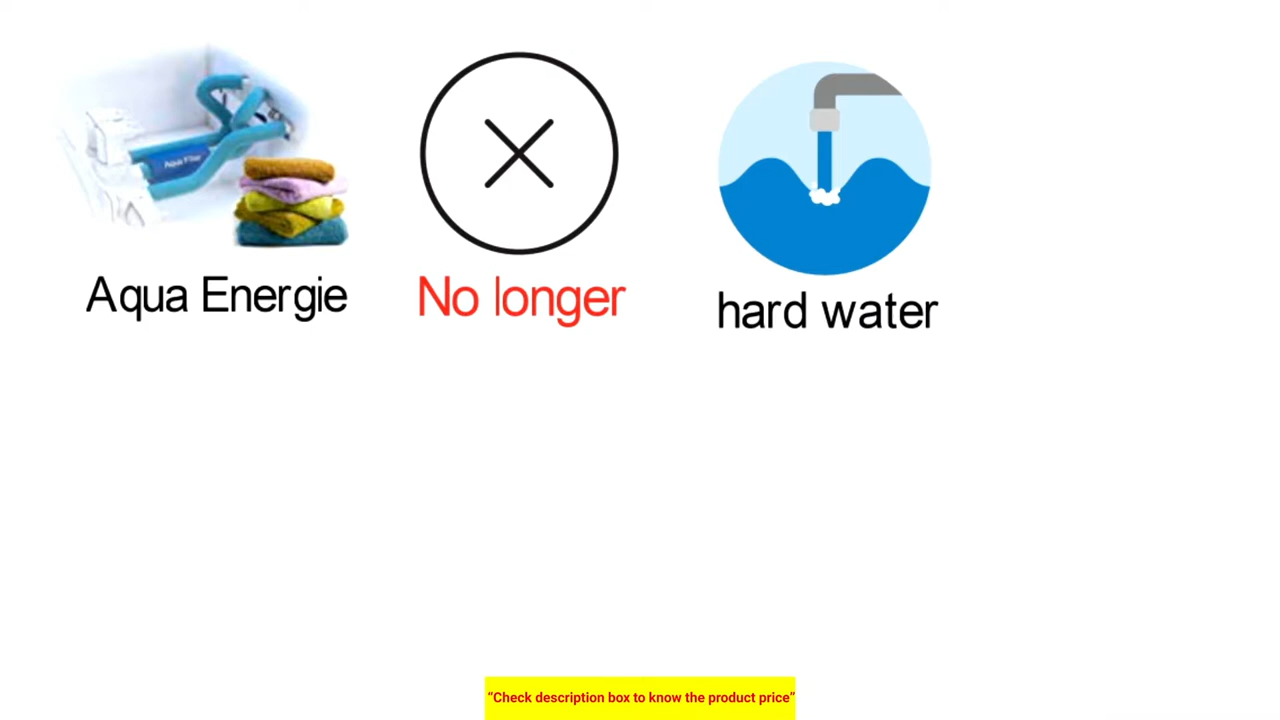 Aqua Energie
No longer
hard water
“Check description box to know the product price”